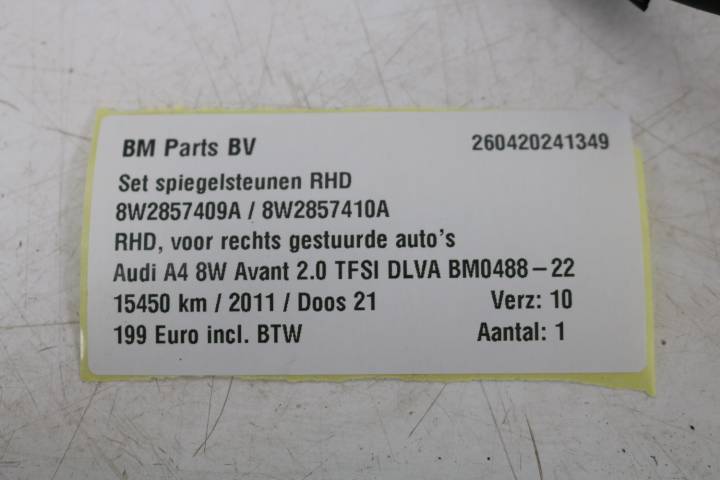 BM Parts BV 260420241349
Set spiegelsteunen RHD
8W2857409A / 8W2857410A
RHD, voor rechts gestuurde auto's
Audi A4 8W Avant 2.0 TFSI DLVA BM0488-22
15450 km / 2011 / Doos 21 Verz: 10
199 Euro incl. BTW Aantal: 1